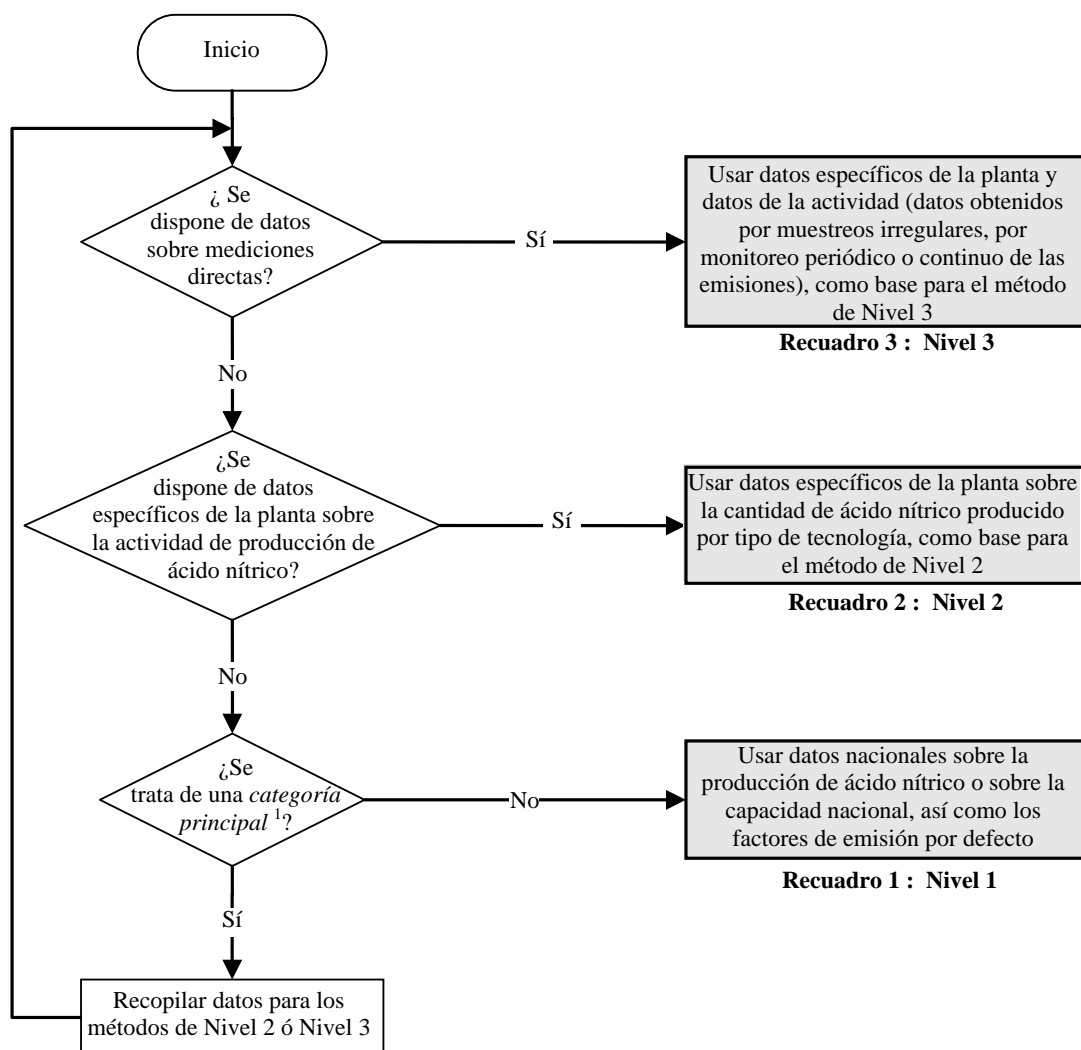 Inicio
¿ Se
dispone de datos
sobre mediciones
directas?
Sí
Usar datos específicos de la planta y
datos de la actividad (datos obtenidos
por muestreos irregulares, por
monitoreo periódico o continuo de las
emisiones), como base para el método
de Nivel 3
Recuadro 3 : Nivel 3
No
¿Se
dispone de datos
específicos de la planta sobre
la actividad de producción de
ácido nítrico?
Sí
Usar datos específicos de la planta sobre
la cantidad de ácido nítrico producido
por tipo de tecnología, como base para
el método de Nivel 2
Recuadro 2 : Nivel 2
No
¿Se
trata de una categoría
principal ¹?
No
Usar datos nacionales sobre la
producción de ácido nítrico o sobre la
capacidad nacional, así como los
factores de emisión por defecto
Recuadro 1 : Nivel 1
Sí
Recopilar datos para los
métodos de Nivel 2 ó Nivel 3